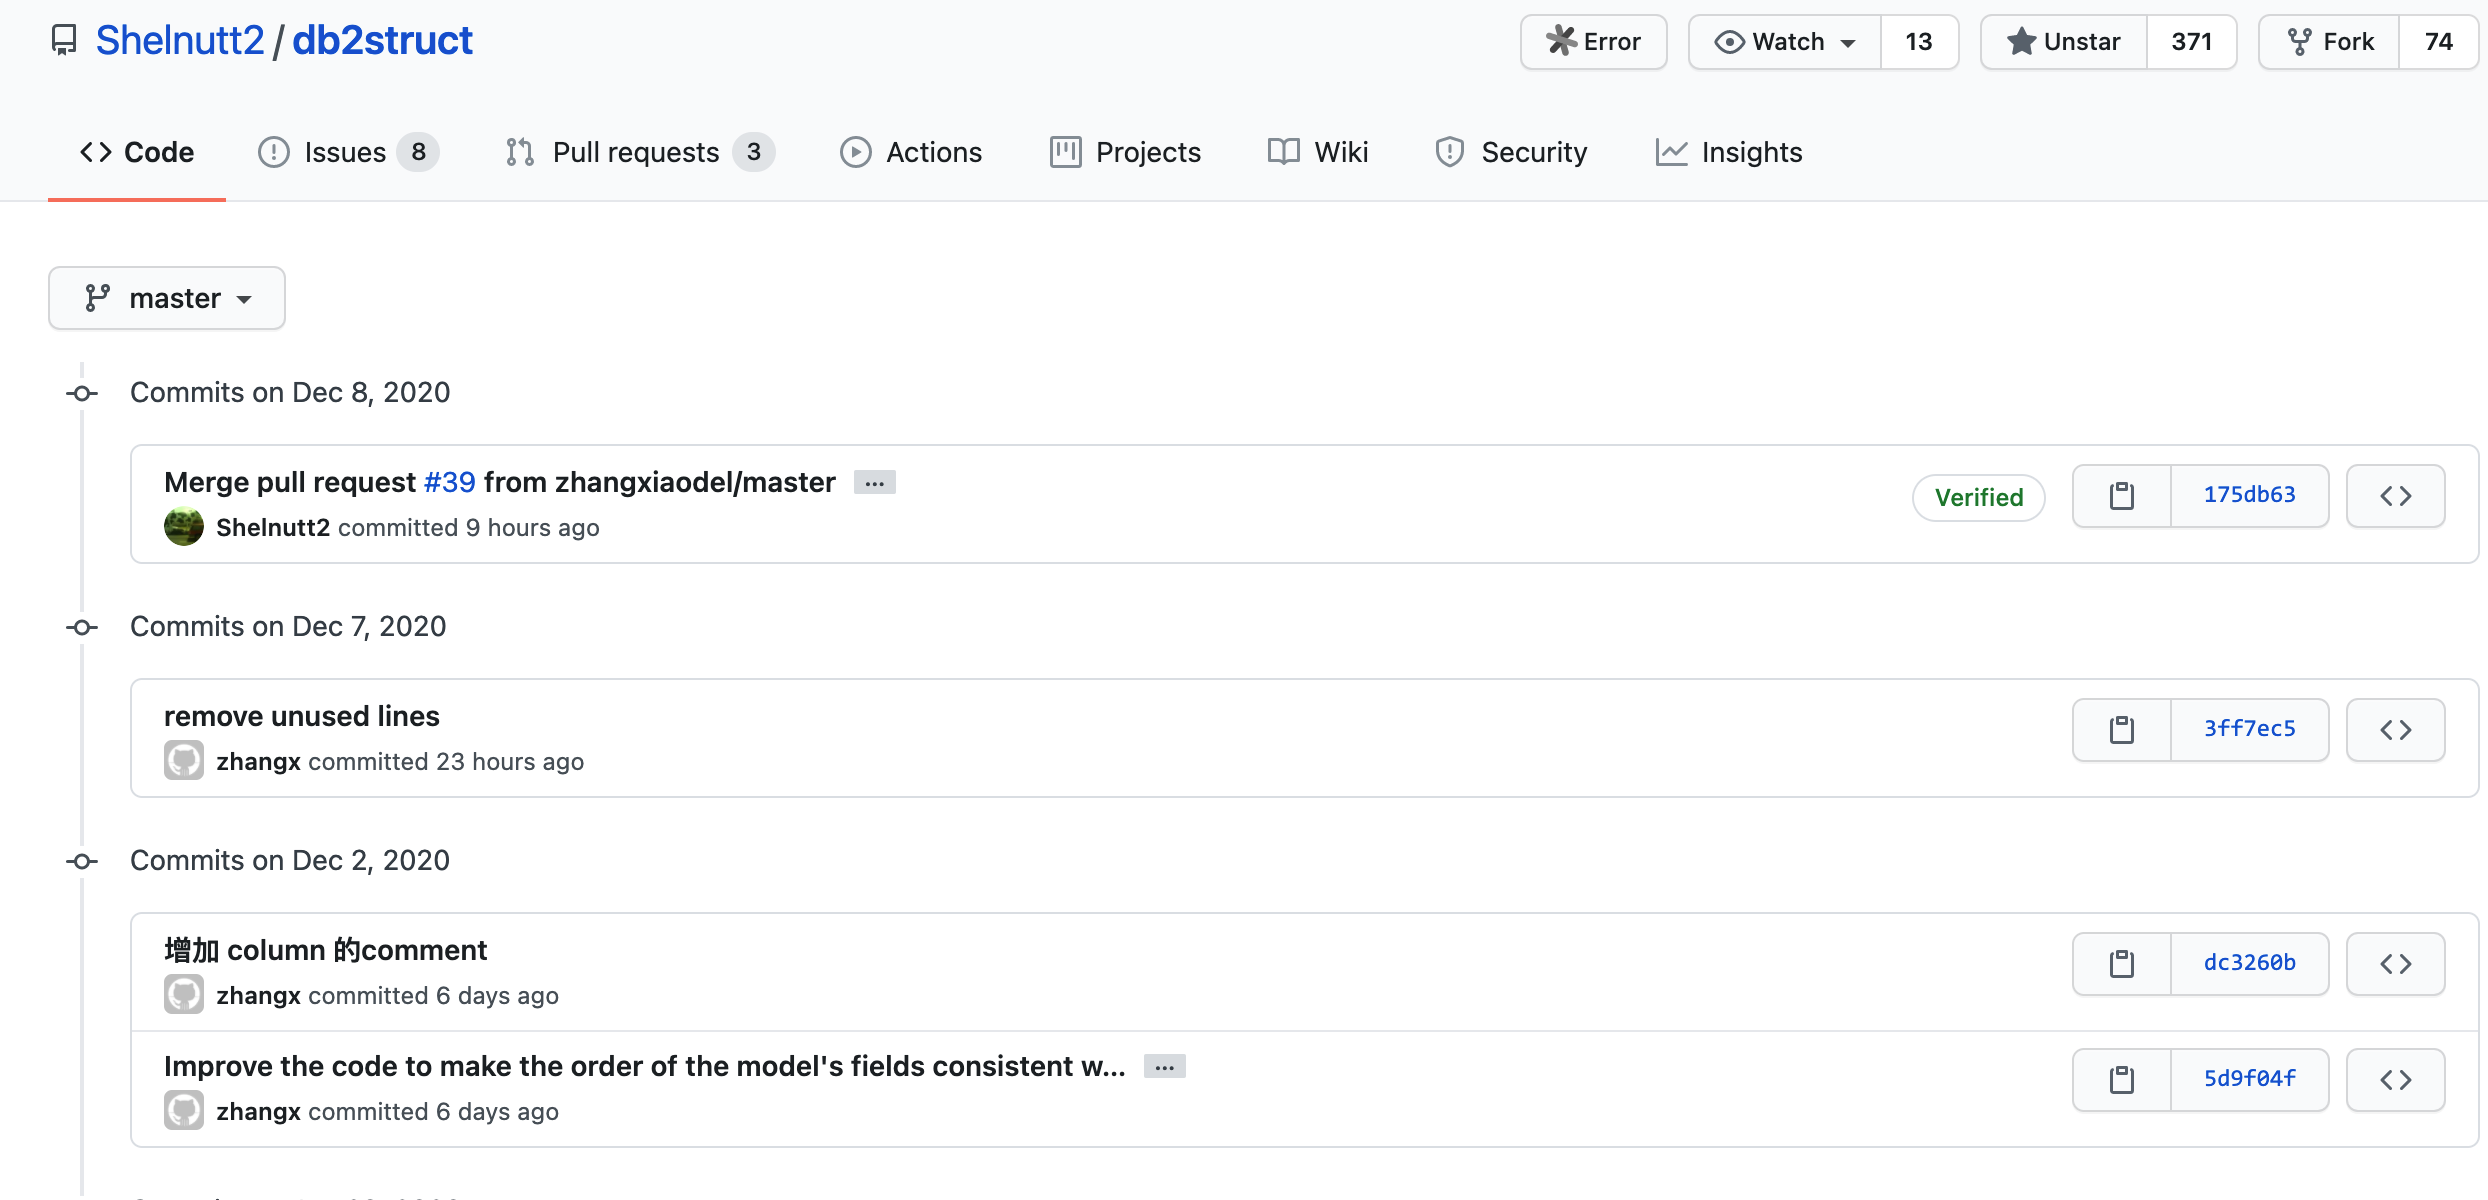 Shelnutt2 / db2struct
Error Watch 13 Unstar 371 Fork 74
Code Issues 8 Pull requests 3 Actions Projects Wiki Security Insights
master
Commits on Dec 8, 2020
Merge pull request #39 from zhangxiaodel/master ...
Shelnutt2 committed 9 hours ago
Verified 175db63
Commits on Dec 7, 2020
remove unused lines
zhangx committed 23 hours ago
3ff7ec5
Commits on Dec 2, 2020
增加 column 的comment
zhangx committed 6 days ago
dc3260b
Improve the code to make the order of the model's fields consistent w... ...
zhangx committed 6 days ago
5d9f04f